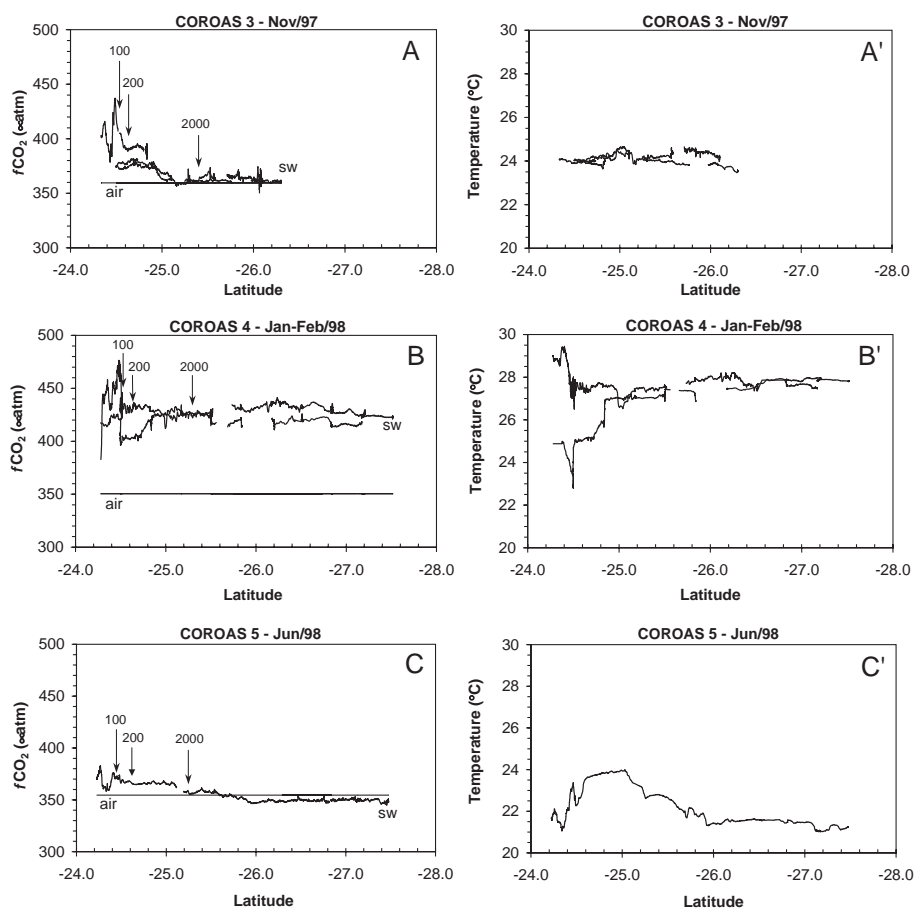 COROAS 3 - Nov/97
COROAS 3 - Nov/97
500
450
400
350
300
fCO₂ (∝atm)
100
200
2000
A
sw
air
-24.0 -25.0 -26.0 -27.0 -28.0
Latitude
30
28
26
24
22
20
Temperature (°C)
A'
-24.0 -25.0 -26.0 -27.0 -28.0
Latitude
COROAS 4 - Jan-Feb/98
COROAS 4 - Jan-Feb/98
500
450
400
350
300
fCO₂ (∝atm)
100
200
2000
B
sw
air
-24.0 -25.0 -26.0 -27.0 -28.0
Latitude
30
28
26
24
22
20
Temperature (°C)
B'
-24.0 -25.0 -26.0 -27.0 -28.0
Latitude
COROAS 5 - Jun/98
COROAS 5 - Jun/98
500
450
400
350
300
fCO₂ (∝atm)
100
200
2000
C
air
sw
-24.0 -25.0 -26.0 -27.0 -28.0
Latitude
30
28
26
24
22
20
Temperature (°C)
C'
-24.0 -25.0 -26.0 -27.0 -28.0
Latitude